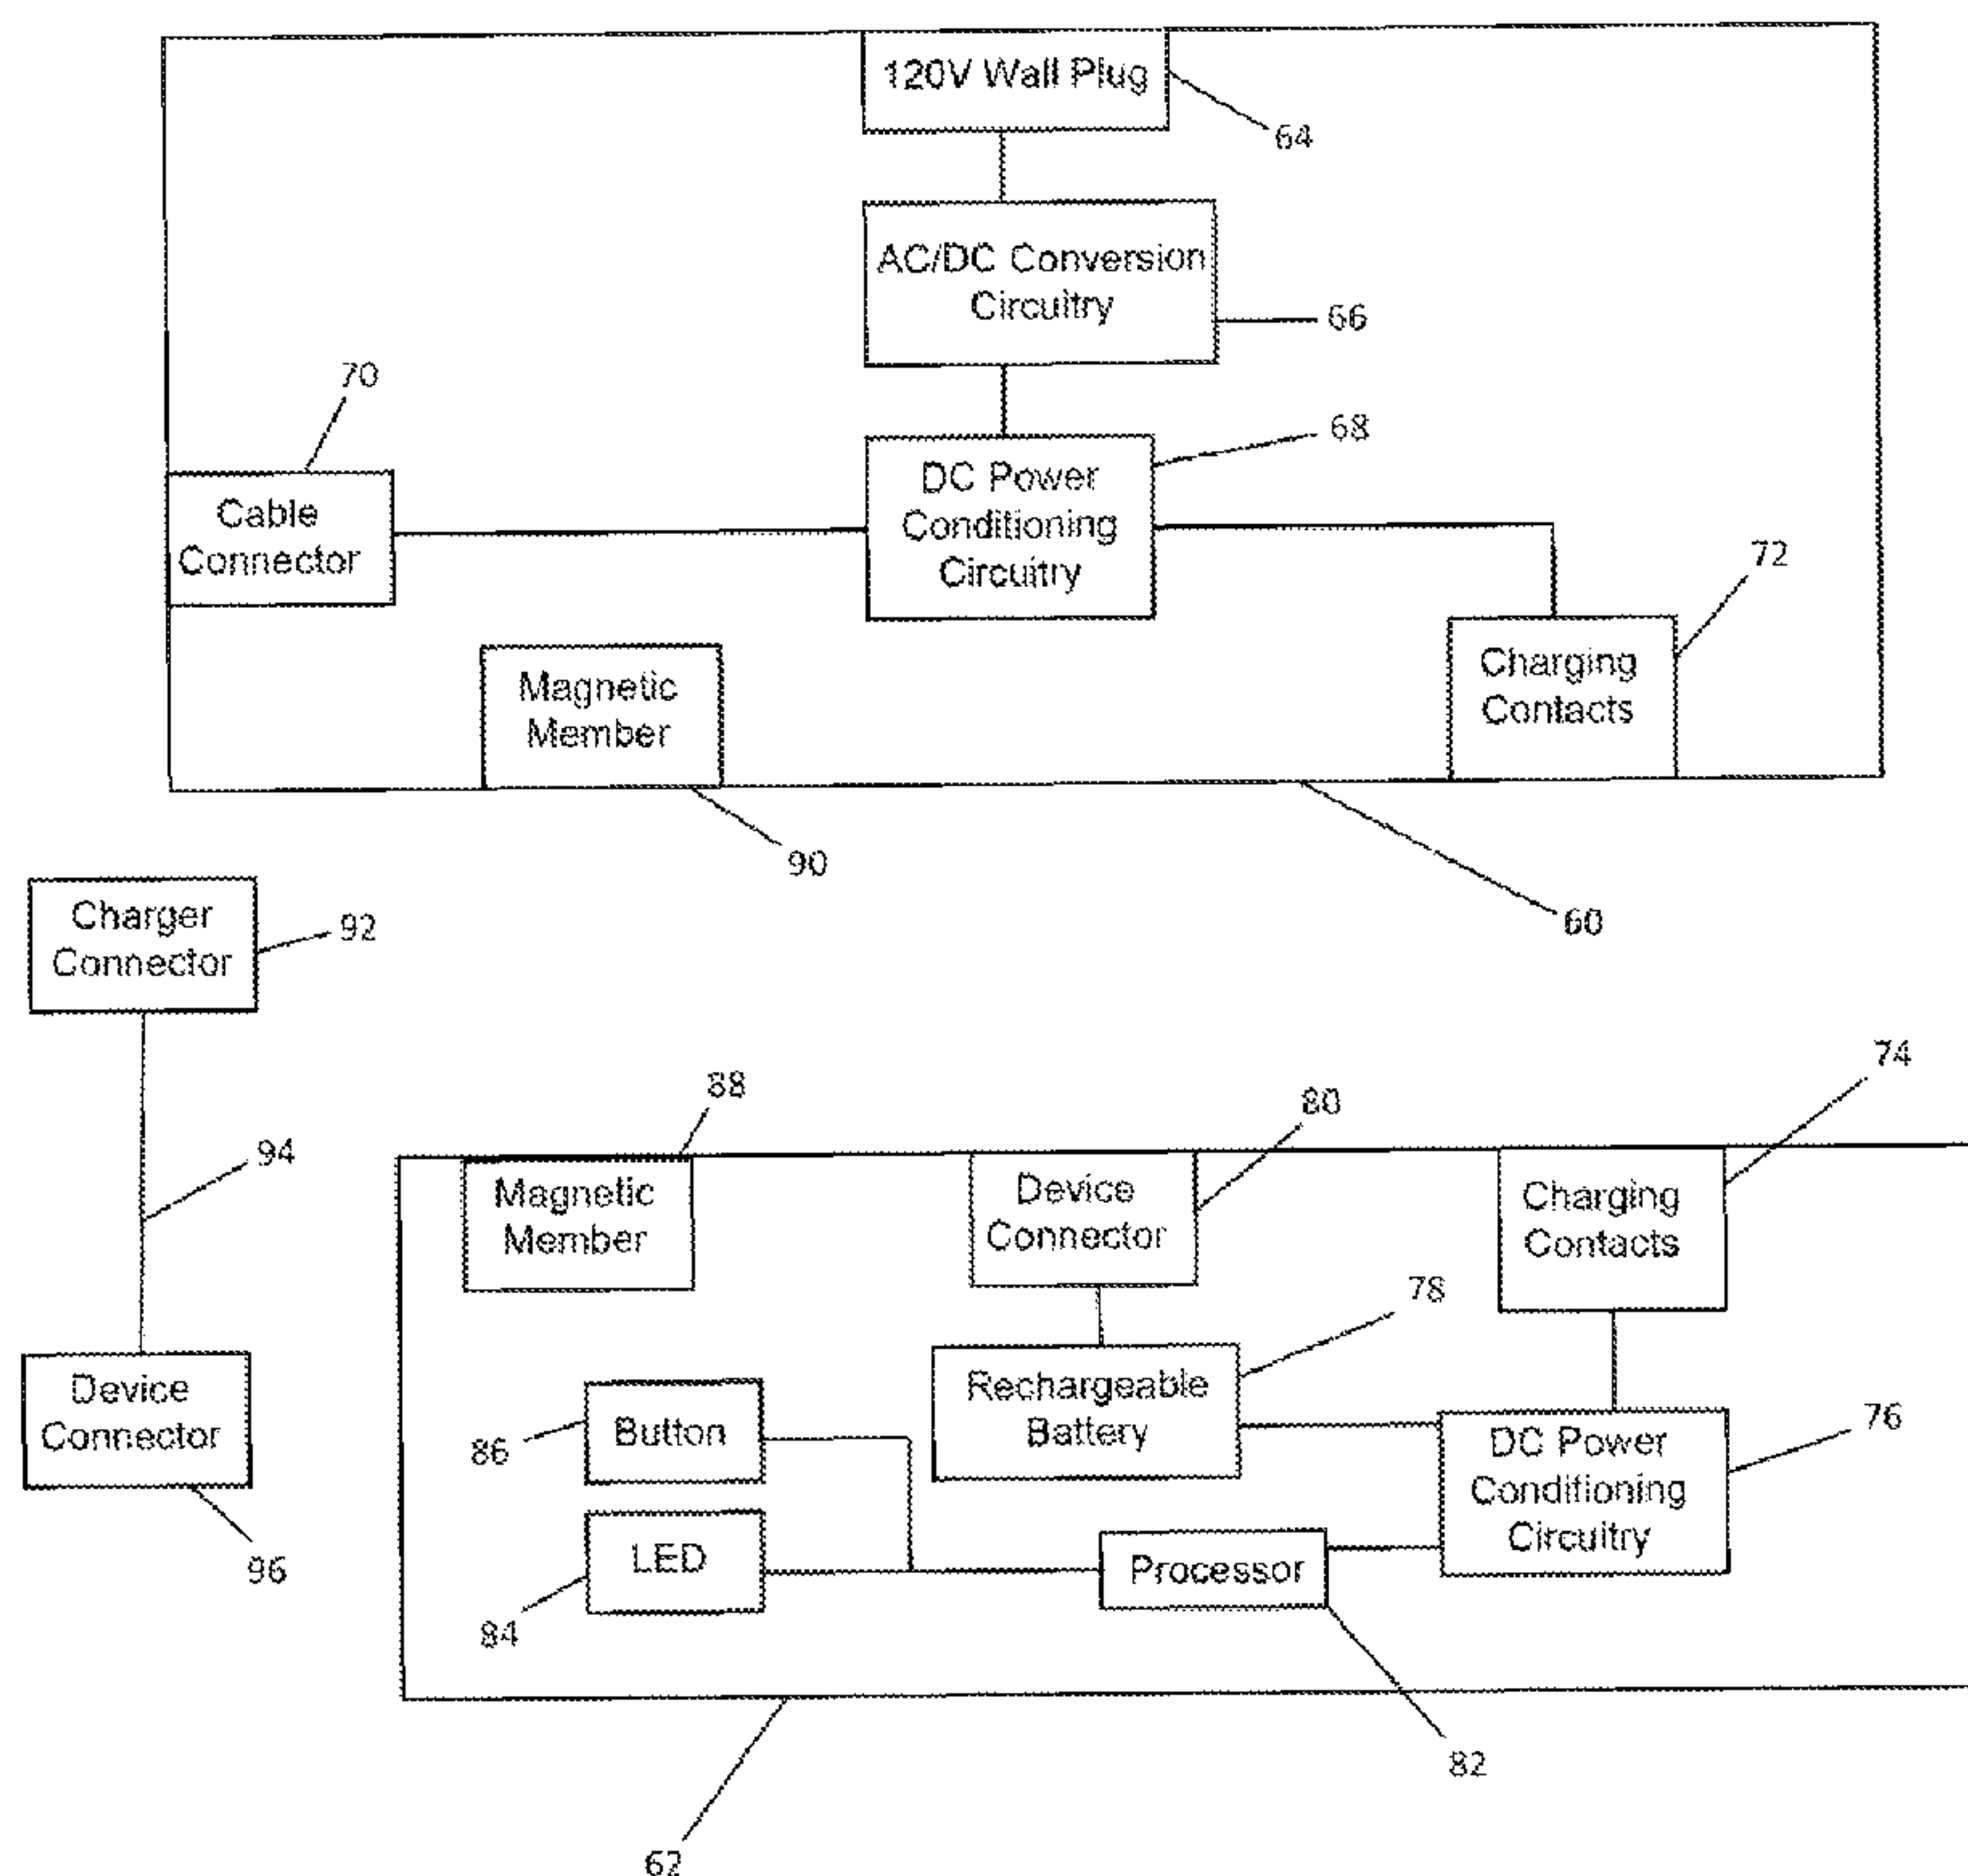 120V Wall Plug
64
AC/DC Conversion
Circuitry
66
70
68
Cable
Connector
DC Power
Conditioning
Circuitry
72
Magnetic
Member
Charging
Contacts
90
60
Charger
Connector
92
94
Device
Connector
96
88
80
74
Magnetic
Member
Device
Connector
Charging
Contacts
78
Rechargeable
Battery
86
Button
76
DC Power
Conditioning
Circuitry
LED
84
Processor
82
62